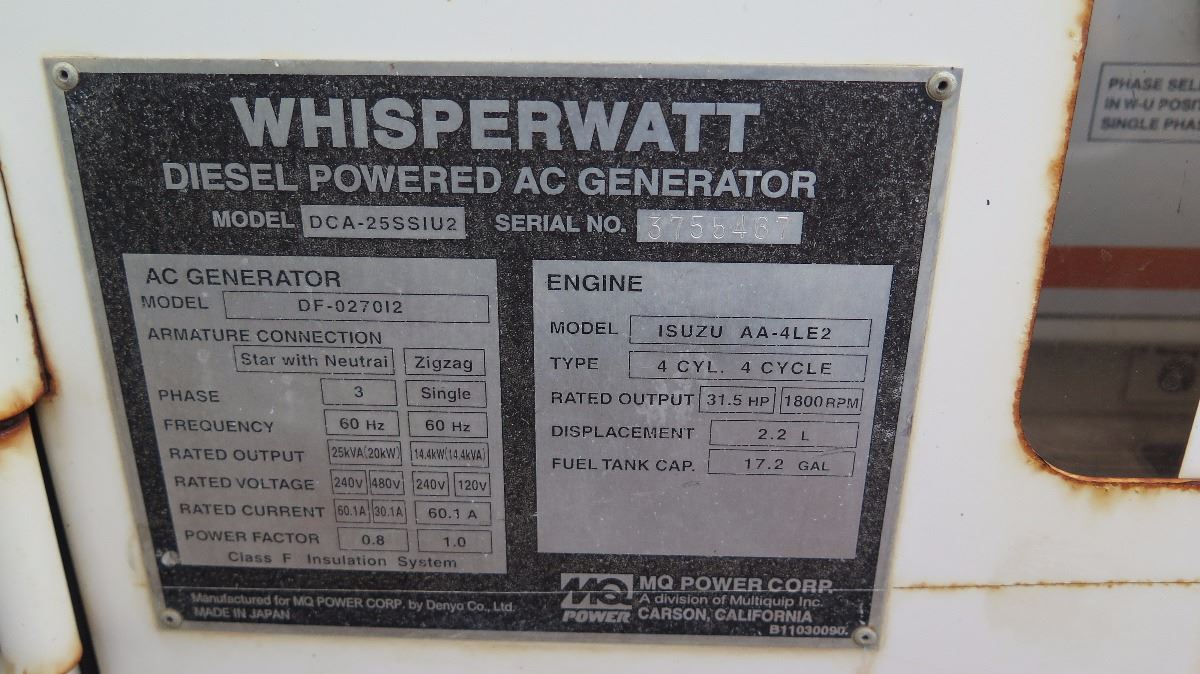 WHISPERWATT
DIESEL POWERED AC GENERATOR
MODEL DCA-25SSIU2 SERIAL NO. 3755467
AC GENERATOR
MODEL DF-0270I2
ARMATURE CONNECTION
Star with Neutral Zigzag
PHASE 3 Single
FREQUENCY 60 Hz 60 Hz
RATED OUTPUT 25kVA(20kW) 14.4kW(14.4kVA)
RATED VOLTAGE 240V 480V 240V 120V
RATED CURRENT 60.1A 30.1A 60.1 A
POWER FACTOR 0.8 1.0
Class F Insulation System
ENGINE
MODEL ISUZU AA-4LE2
TYPE 4 CYL. 4 CYCLE
RATED OUTPUT 31.5 HP 1800RPM
DISPLACEMENT 2.2 L
FUEL TANK CAP. 17.2 GAL
Manufactured for MQ POWER CORP. by Denyo Co., Ltd.
MADE IN JAPAN
MQ POWER
MQ POWER CORP.
A division of Multiquip Inc.
CARSON, CALIFORNIA
B11030090.
PHASE SEL
IN W-U POSI
SINGLE PHAS